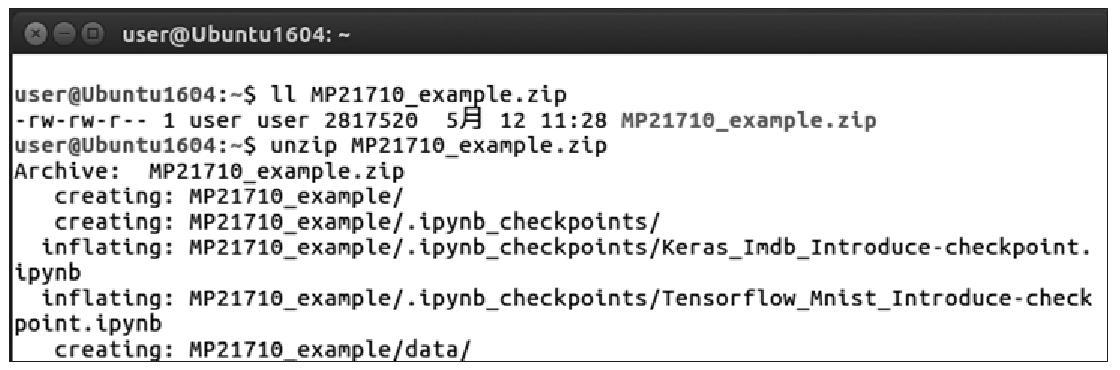 user@Ubuntu1604: ~
user@Ubuntu1604:~$ ll MP21710_example.zip
-rw-rw-r-- 1 user user 2817520  5月 12 11:28 MP21710_example.zip
user@Ubuntu1604:~$ unzip MP21710_example.zip
Archive:  MP21710_example.zip
   creating: MP21710_example/
   creating: MP21710_example/.ipynb_checkpoints/
  inflating: MP21710_example/.ipynb_checkpoints/Keras_Imdb_Introduce-checkpoint.
ipynb
  inflating: MP21710_example/.ipynb_checkpoints/Tensorflow_Mnist_Introduce-check
point.ipynb
   creating: MP21710_example/data/